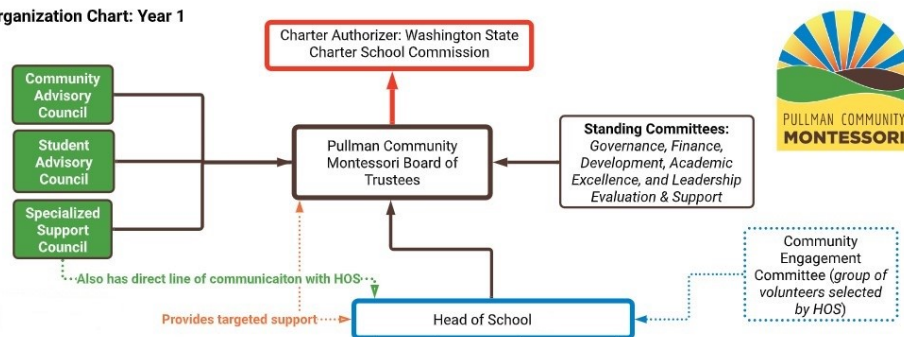 rganization Chart: Year 1
Charter Authorizer: Washington State
Charter School Commission
Community
Advisory
Council
Student
Advisory
Council
Specialized
Support
Council
Pullman Community
Montessori Board of
Trustees
Standing Committees:
Governance, Finance,
Development, Academic
Excellence, and Leadership
Evaluation & Support
PULLMAN COMMUNITY
MONTESSORI
Community
Engagement
Committee (group of
volunteers selected
by HOS)
Also has direct line of communicaiton with HOS
Provides targeted support
Head of School